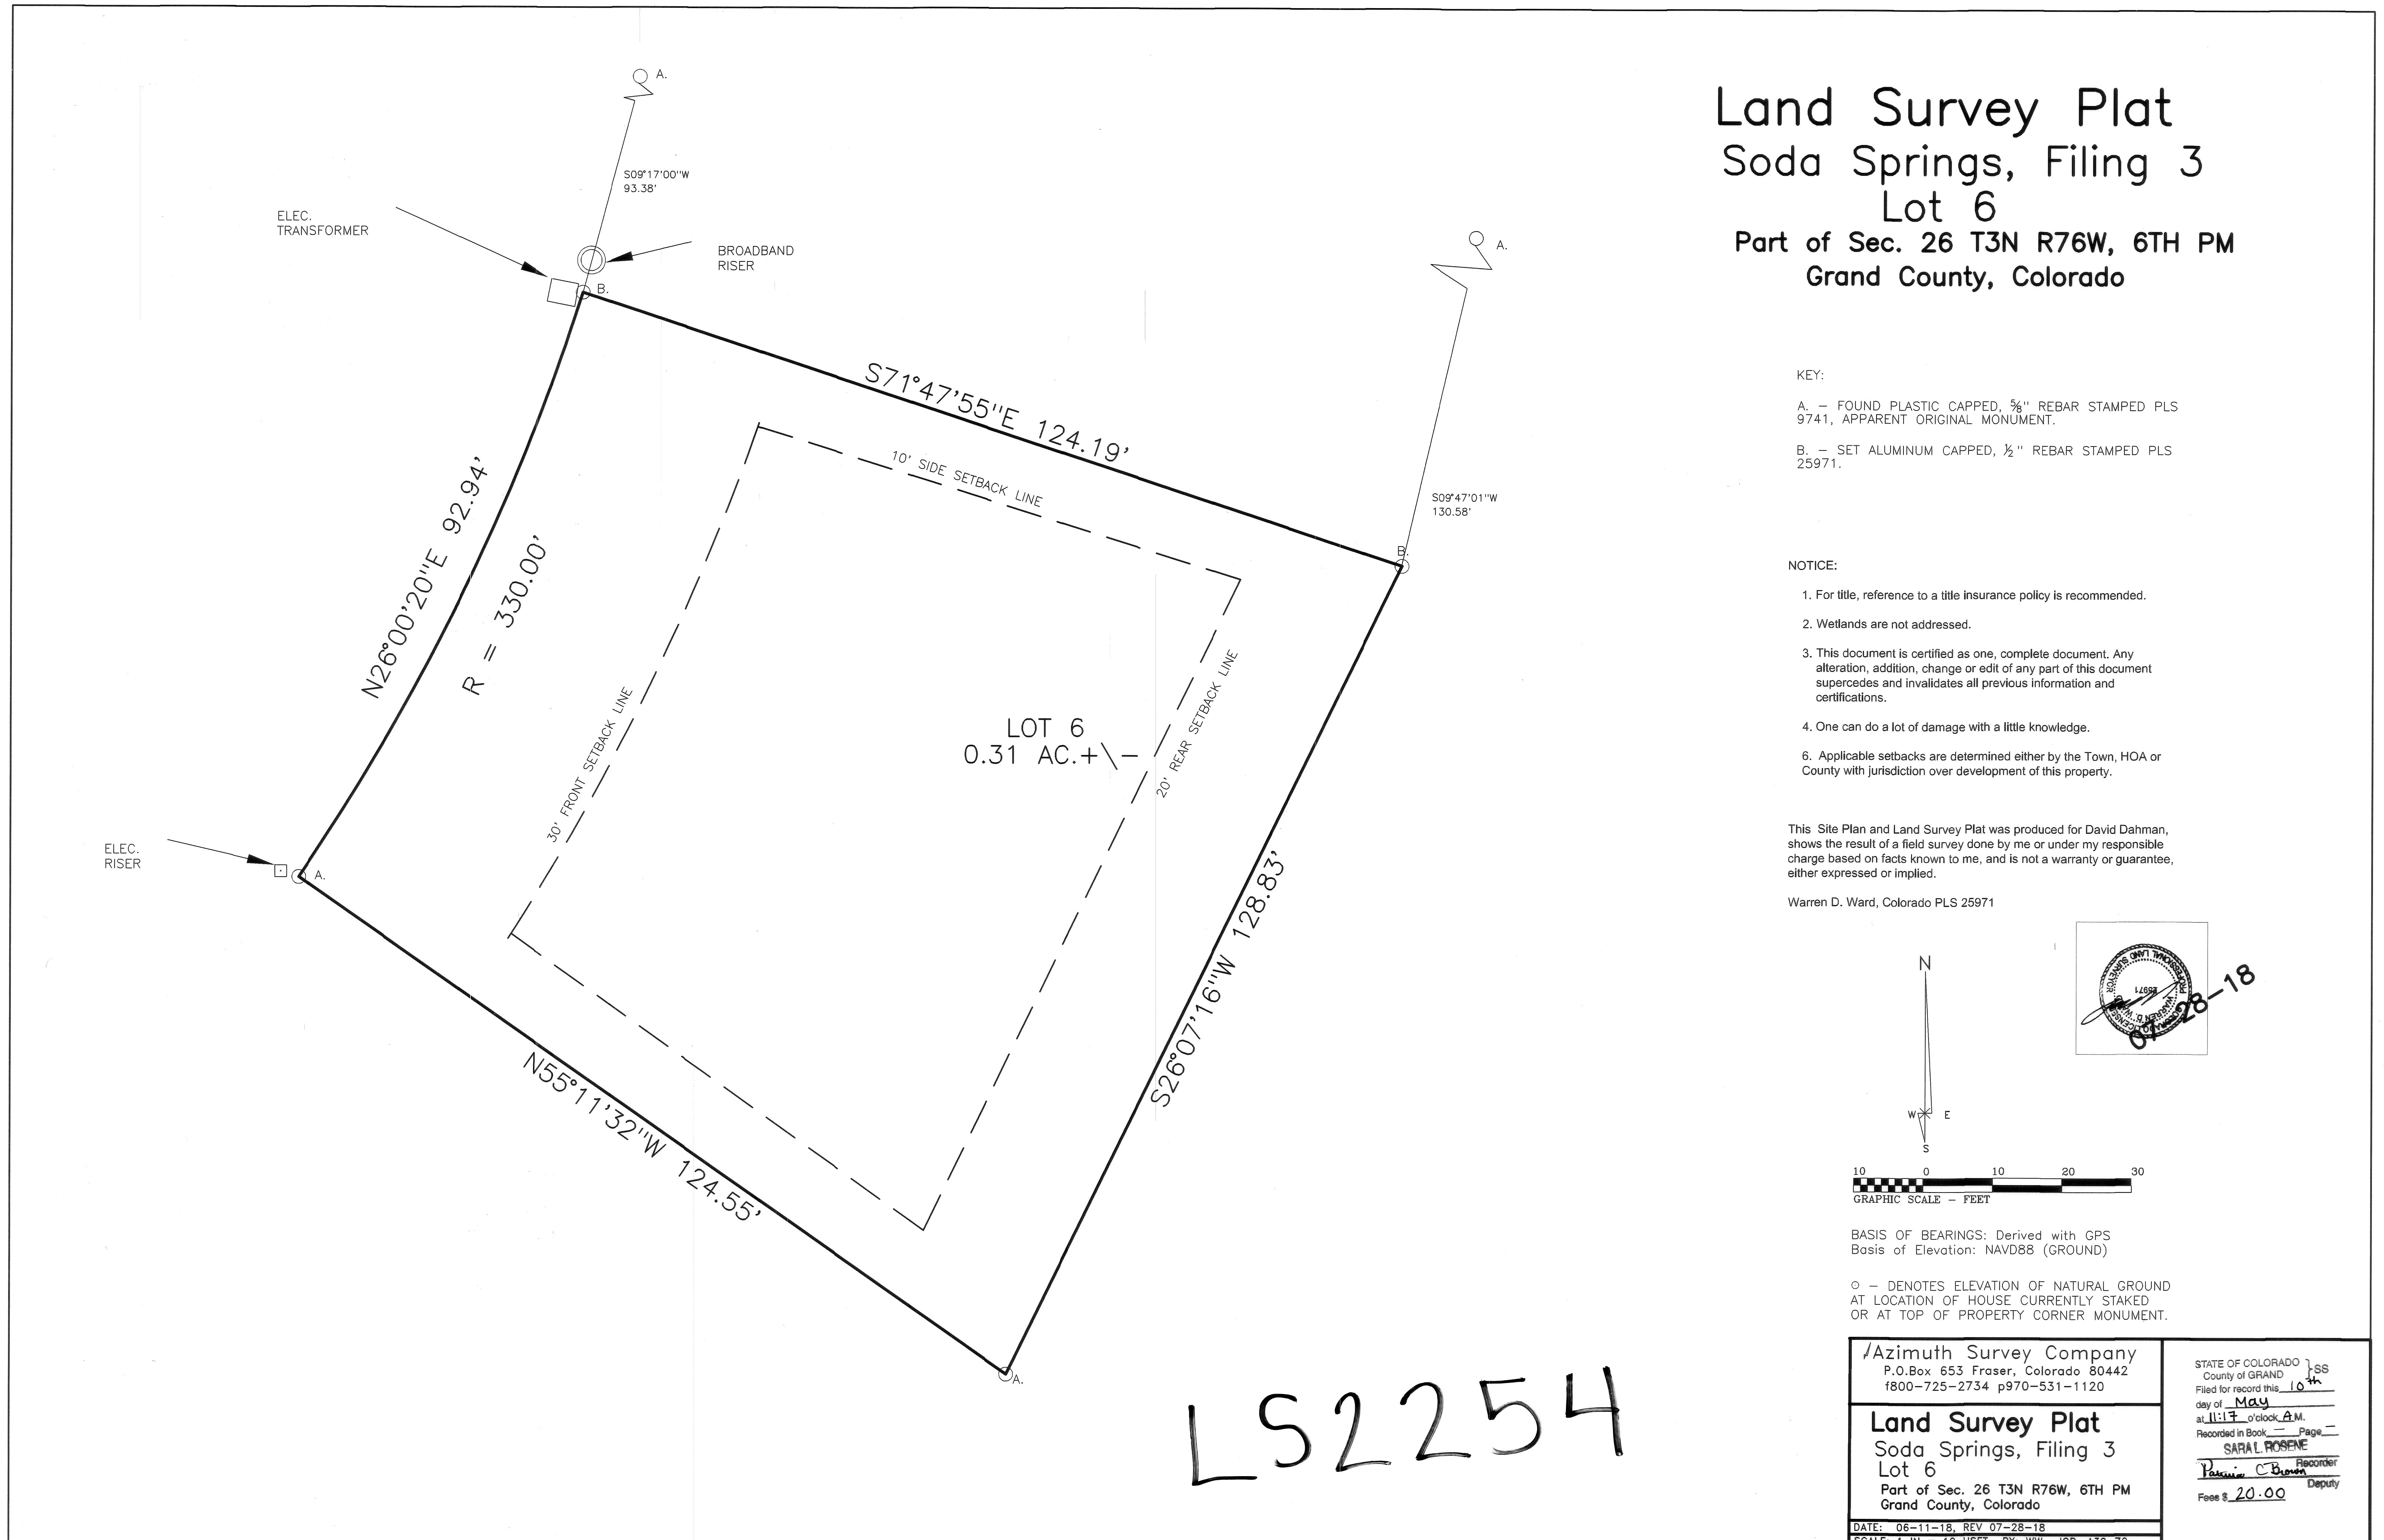 A.
S09°17'00"W
93.38'
ELEC.
TRANSFORMER
BROADBAND
RISER
B.
A.
S71°47'55"E 124.19'
10' SIDE SETBACK LINE
S09°47'01"W
130.58'
B.
N26°00'20"E 92.94'
R = 330.00'
30' FRONT SETBACK LINE
20' REAR SETBACK LINE
LOT 6
0.31 AC.+\-
ELEC.
RISER
A.
S26°07'16"W 128.83'
N55°11'32"W 124.55'
A.
LS2254
Land Survey Plat
Soda Springs, Filing 3
Lot 6
Part of Sec. 26 T3N R76W, 6TH PM
Grand County, Colorado
KEY:
A. – FOUND PLASTIC CAPPED, ⅝" REBAR STAMPED PLS
9741, APPARENT ORIGINAL MONUMENT.
B. – SET ALUMINUM CAPPED, ½" REBAR STAMPED PLS
25971.
NOTICE:
1. For title, reference to a title insurance policy is recommended.
2. Wetlands are not addressed.
3. This document is certified as one, complete document. Any
alteration, addition, change or edit of any part of this document
supercedes and invalidates all previous information and
certifications.
4. One can do a lot of damage with a little knowledge.
6. Applicable setbacks are determined either by the Town, HOA or
County with jurisdiction over development of this property.
This Site Plan and Land Survey Plat was produced for David Dahman,
shows the result of a field survey done by me or under my responsible
charge based on facts known to me, and is not a warranty or guarantee,
either expressed or implied.
Warren D. Ward, Colorado PLS 25971
PROFESSIONAL LAND SURVEYOR
25971
07-28-18
N
W E
S
10 0 10 20 30
GRAPHIC SCALE – FEET
BASIS OF BEARINGS: Derived with GPS
Basis of Elevation: NAVD88 (GROUND)
○ – DENOTES ELEVATION OF NATURAL GROUND
AT LOCATION OF HOUSE CURRENTLY STAKED
OR AT TOP OF PROPERTY CORNER MONUMENT.
Azimuth Survey Company
P.O.Box 653 Fraser, Colorado 80442
f800-725-2734 p970-531-1120
Land Survey Plat
Soda Springs, Filing 3
Lot 6
Part of Sec. 26 T3N R76W, 6TH PM
Grand County, Colorado
DATE: 06-11-18, REV 07-28-18
STATE OF COLORADO } SS
County of GRAND
Filed for record this 10th
day of May
at 11:17 o'clock A.M.
Recorded in Book — Page —
SARA L. ROSENE
Recorder
C Brown
Deputy
Fees $ 20.00